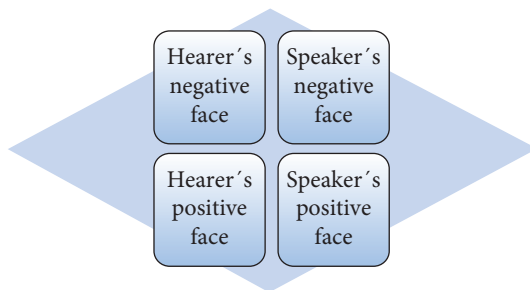 Hearer´s
negative
face
Speaker´s
negative
face
Hearer´s
positive
face
Speaker´s
positive
face